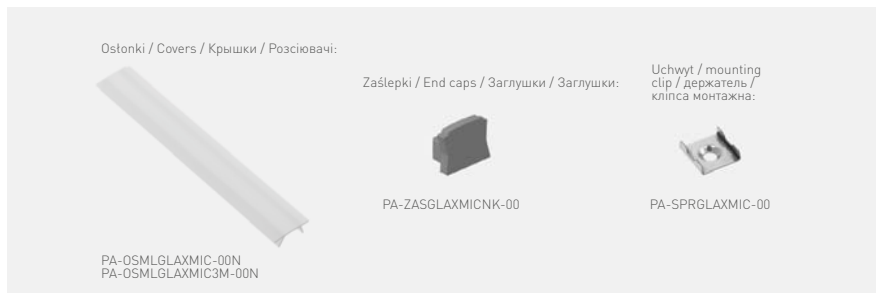 Osłonki / Covers / Крышки / Розсіювачі:
PA-OSMLGLAXMIC-00N
PA-OSMLGLAXMIC3M-00N
Zaślepki / End caps / Заглушки / Заглушки:
PA-ZASGLAXMICNK-00
Uchwyt / mounting
clip / держатель /
кліпса монтажна:
PA-SPRGLAXMIC-00